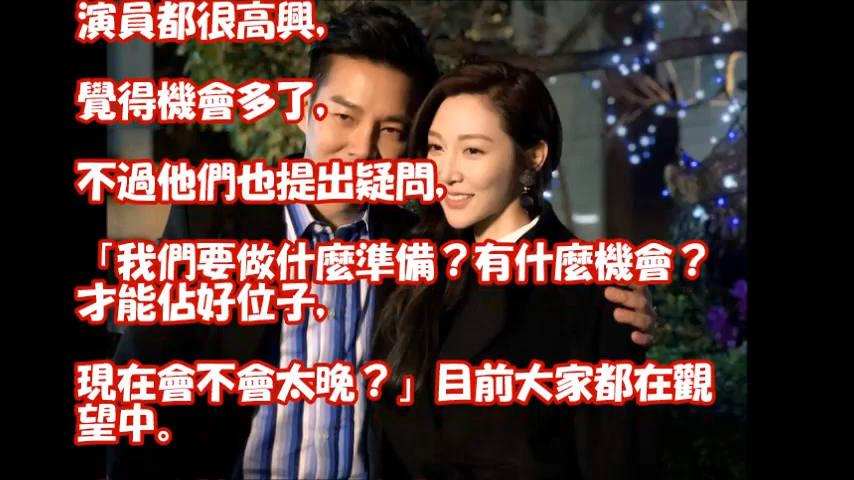 演員都很高興,
覺得機會多了,
不過他們也提出疑問,
「我們要做什麼準備？有什麼機會？
才能佔好位子,
現在會不會太晚？」目前大家都在觀
望中。